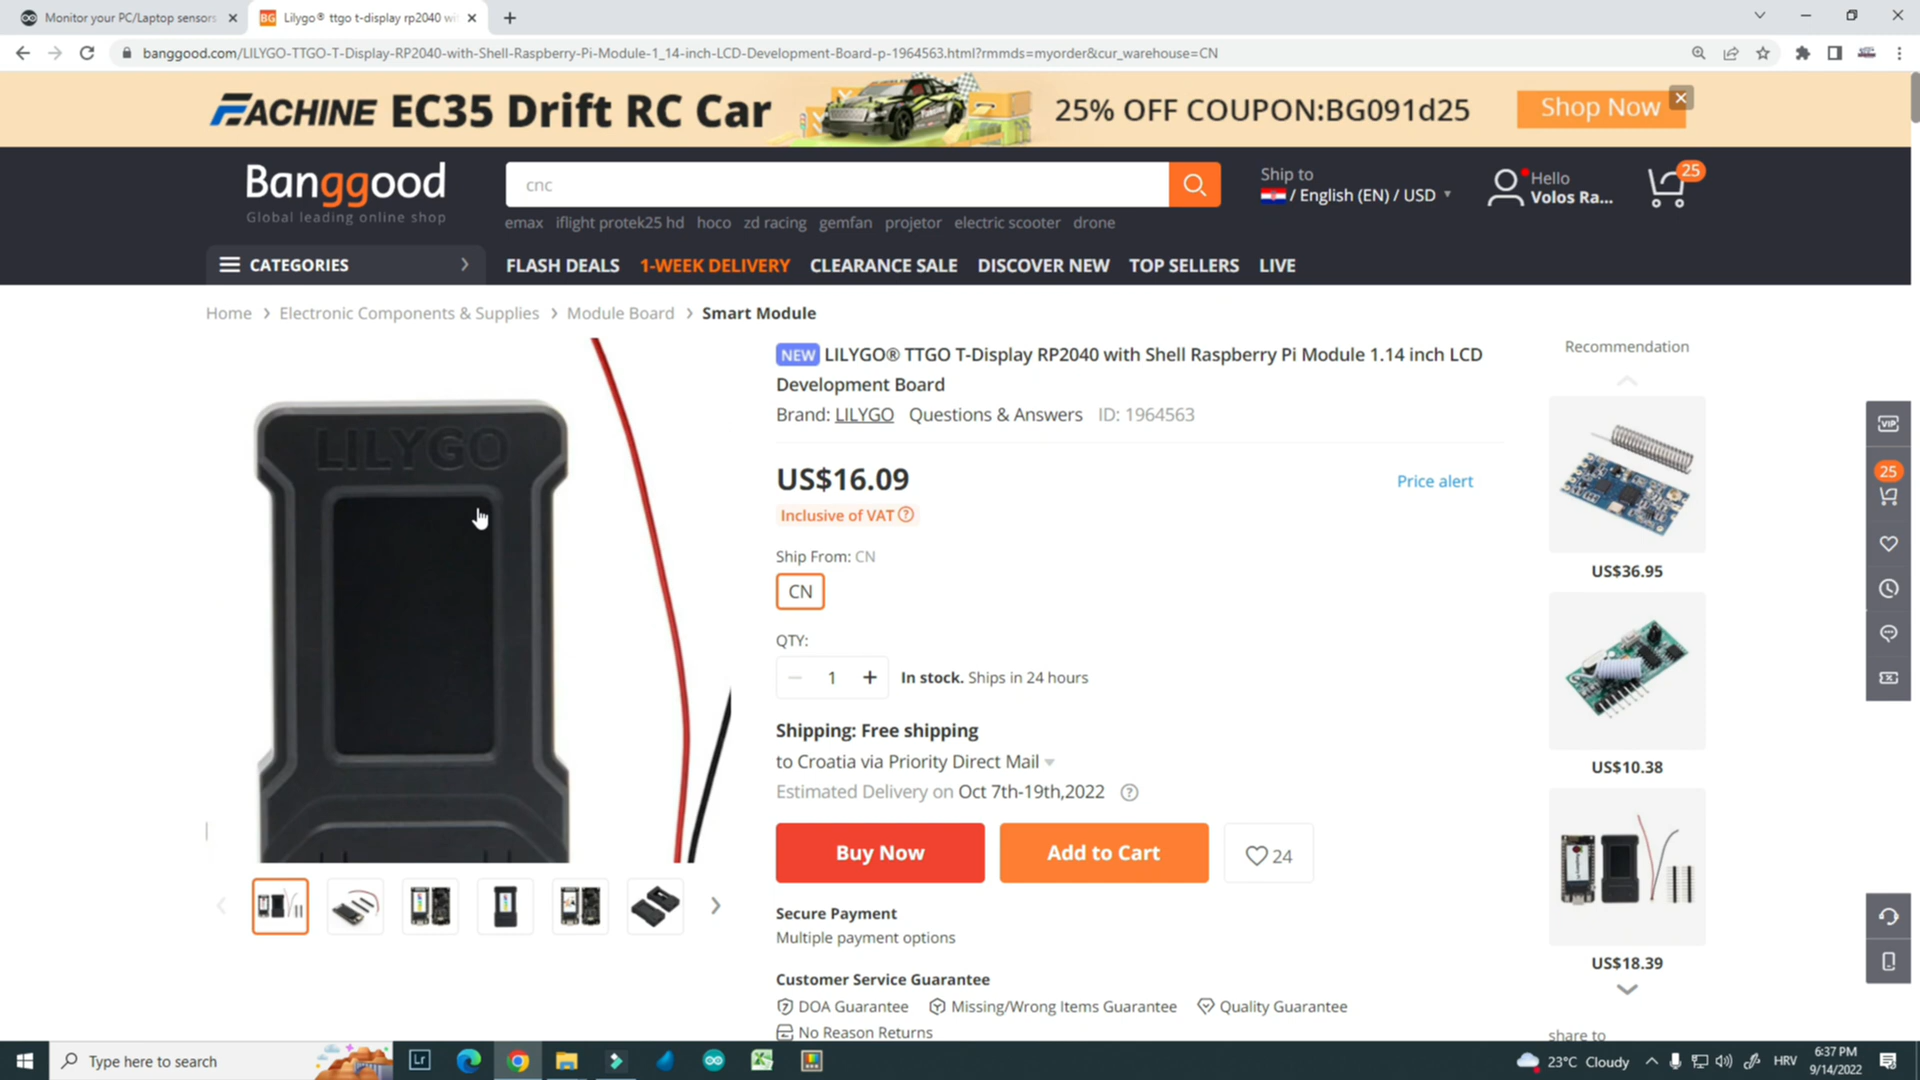 Monitor your PC/Laptop sensors
BG Lilygo® ttgo t-display rp2040 wi
banggood.com/LILYGO-TTGO-T-Display-RP2040-with-Shell-Raspberry-Pi-Module-1_14-inch-LCD-Development-Board-p-1964563.html?rmmds=myorder&cur_warehouse=CN
EACHINE EC35 Drift RC Car
25% OFF COUPON:BG091d25
Shop Now
Banggood
Global leading online shop
cnc
emax iflight protek25 hd hoco zd racing gemfan projetor electric scooter drone
Ship to
/ English (EN) / USD
Hello
Volos Ra...
25
CATEGORIES
FLASH DEALS 1-WEEK DELIVERY CLEARANCE SALE DISCOVER NEW TOP SELLERS LIVE
Home > Electronic Components & Supplies > Module Board > Smart Module
LILYGO
NEW LILYGO® TTGO T-Display RP2040 with Shell Raspberry Pi Module 1.14 inch LCD
Development Board
Brand: LILYGO Questions & Answers ID: 1964563
US$16.09
Price alert
Inclusive of VAT
Ship From: CN
CN
QTY:
1
In stock. Ships in 24 hours
Shipping: Free shipping
to Croatia via Priority Direct Mail
Estimated Delivery on Oct 7th-19th,2022
Buy Now
Add to Cart
24
Secure Payment
Multiple payment options
Customer Service Guarantee
DOA Guarantee Missing/Wrong Items Guarantee Quality Guarantee
No Reason Returns
Recommendation
US$36.95
US$10.38
US$18.39
share to
VIP
25
Type here to search
Lr
23°C Cloudy
HRV
6:37 PM
9/14/2022